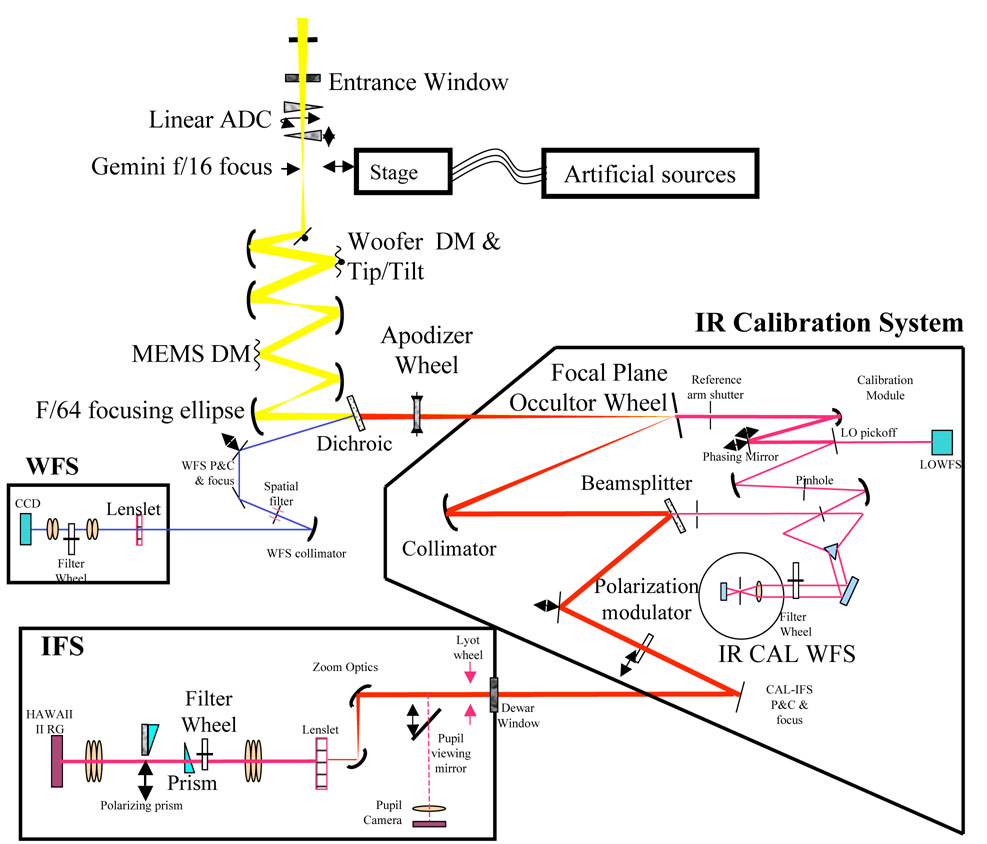 Entrance Window
Linear ADC
Gemini f/16 focus
Stage
Artificial sources
Woofer DM &
Tip/Tilt
IR Calibration System
Apodizer
Wheel
MEMS DM
Focal Plane
Occultor Wheel
Reference
arm shutter
Calibration
Module
F/64 focusing ellipse
Dichroic
LO pickoff
Phasing Mirror
LOWFS
WFS
WFS P&C
& focus
Spatial
filter
Beamsplitter
Pinhole
CCD
Lenslet
Filter
Wheel
WFS collimator
Collimator
Polarization
modulator
Filter
Wheel
IR CAL WFS
IFS
Lyot
wheel
Zoom Optics
CAL-IFS
P&C &
focus
Dewar
Window
HAWAII
II RG
Filter
Wheel
Lenslet
Pupil
viewing
mirror
Prism
Polarizing prism
Pupil
Camera